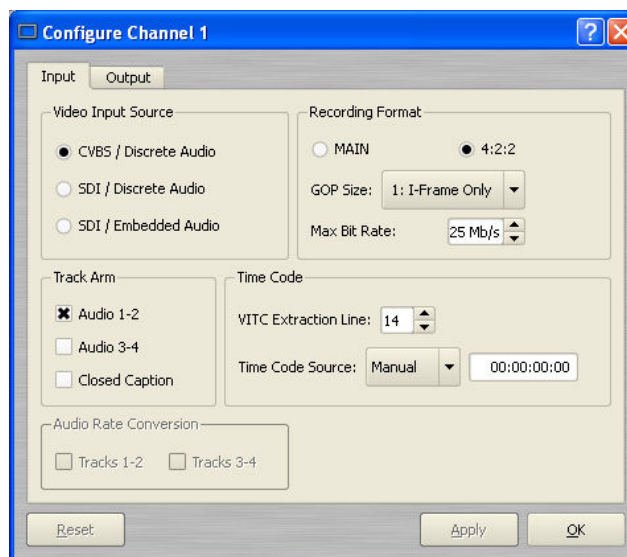 Configure Channel 1
Input Output
Video Input Source
CVBS / Discrete Audio
SDI / Discrete Audio
SDI / Embedded Audio
Recording Format
MAIN 4:2:2
GOP Size: 1: I-Frame Only
Max Bit Rate: 25 Mb/s
Track Arm
Audio 1-2
Audio 3-4
Closed Caption
Time Code
VITC Extraction Line: 14
Time Code Source: Manual 00:00:00:00
Audio Rate Conversion
Tracks 1-2 Tracks 3-4
Reset Apply OK